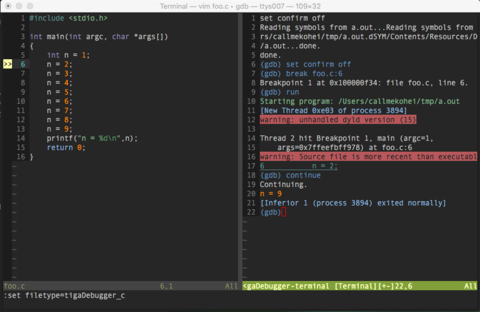 Terminal — vim foo.c • gdb — ttys007 — 109×32
1 #include <stdio.h>
2
3 int main(int argc, char *args[])
4 {
5 int n = 1;
>> 6 n = 2;
7 n = 3;
8 n = 4;
9 n = 5;
10 n = 6;
11 n = 7;
12 n = 8;
13 n = 9;
14 printf("n = %d\n",n);
15 return 0;
16 }
~
~
~
~
~
~
~
~
~
~
~
foo.c 6.1 All
:set filetype=tigaDebugger_c
1 set confirm off
2 Reading symbols from a.out...Reading symbols from
3 rs/callmekohei/tmp/a.out.dSYM/Contents/Resources/D
4 /a.out...done.
5 done.
6 (gdb) set confirm off
7 (gdb) break foo.c:6
8 Breakpoint 1 at 0x100000f34: file foo.c, line 6.
9 (gdb) run
10 Starting program: /Users/callmekohei/tmp/a.out
11 [New Thread 0xe03 of process 3894]
12 warning: unhandled dyld version (15)
13
14 Thread 2 hit Breakpoint 1, main (argc=1,
15 args=0x7ffeefbff978) at foo.c:6
16 warning: Source file is more recent than executabl
17 6 n = 2;
18 (gdb) continue
19 Continuing.
20 n = 9
21 [Inferior 1 (process 3894) exited normally]
22 (gdb)
<gaDebugger-terminal [Terminal][+-]22,6 All